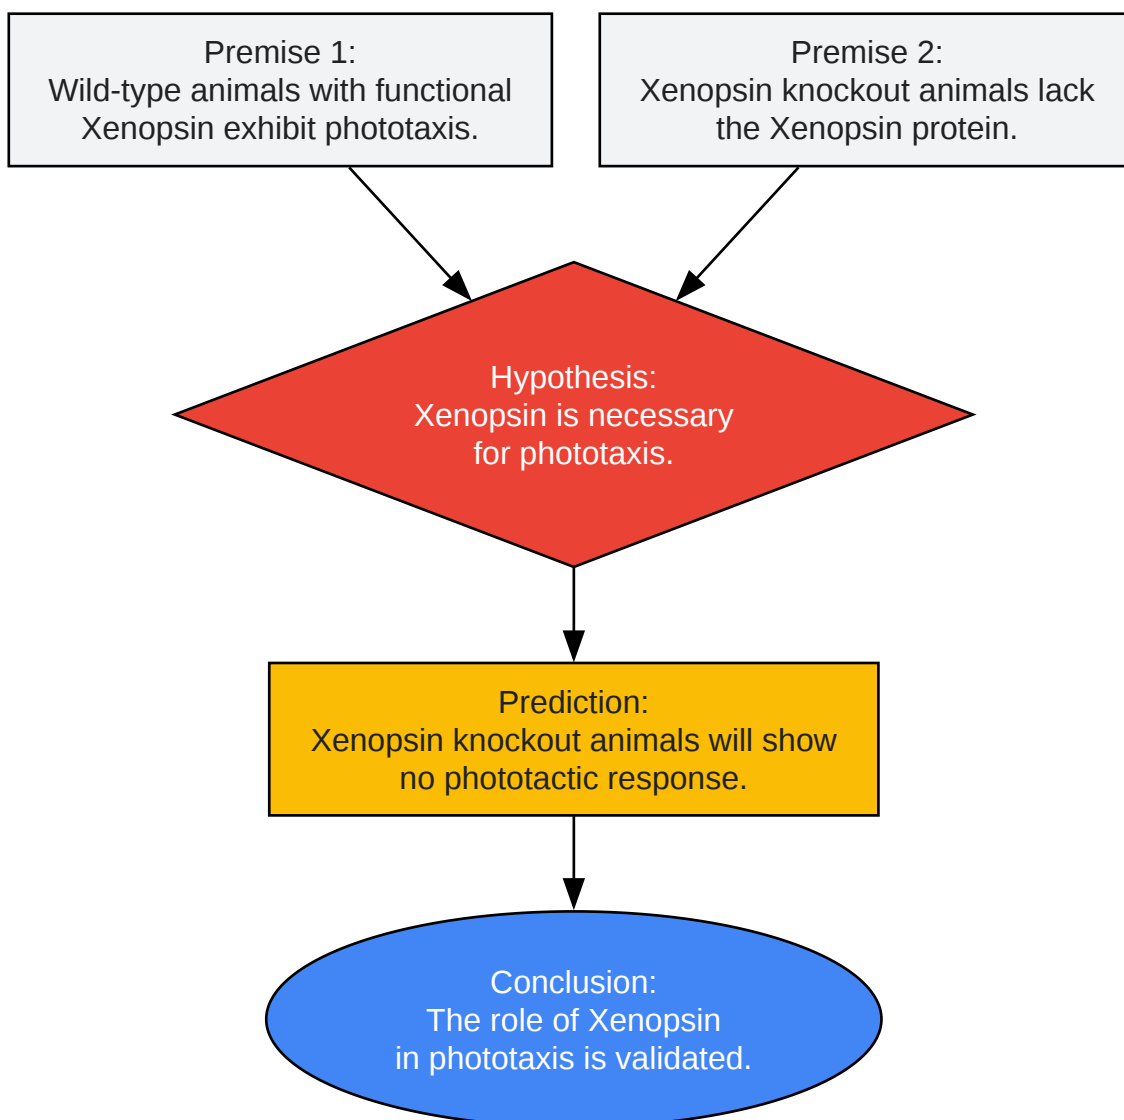 Premise 1:
Wild-type animals with functional
Xenopsin exhibit phototaxis.
Premise 2:
Xenopsin knockout animals lack
the Xenopsin protein.
Hypothesis:
Xenopsin is necessary
for phototaxis.
Prediction:
Xenopsin knockout animals will show
no phototactic response.
Conclusion:
The role of Xenopsin
in phototaxis is validated.